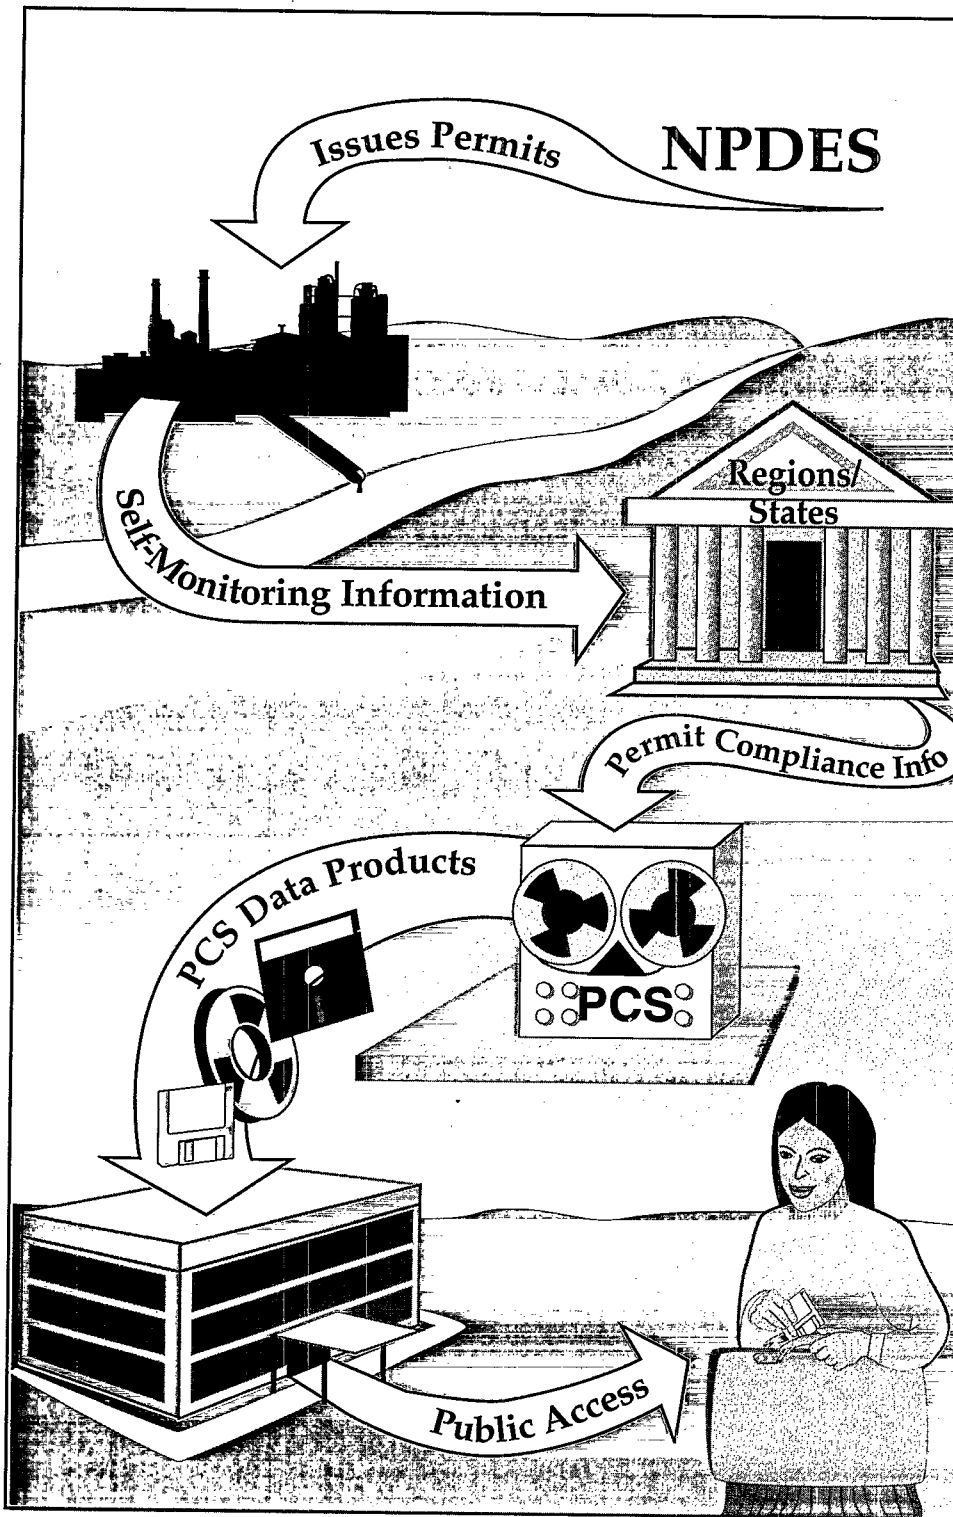 NPDES
Issues Permits
Regions/
States
Self-Monitoring Information
Permit Compliance Info
PCS Data Products
PCS
Public Access